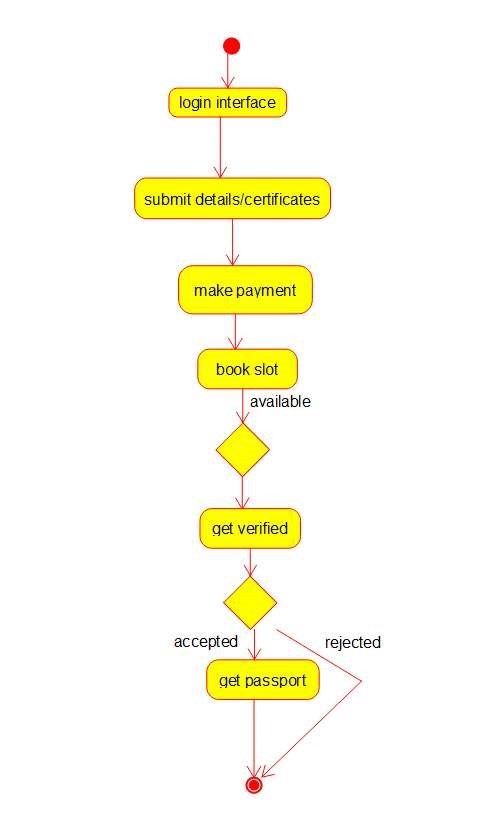 login interface
submit details/certificates
make payment
book slot
available
get verified
accepted
rejected
get passport